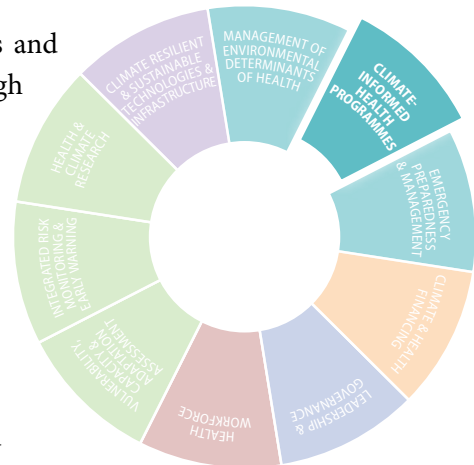 s and
gh
CLIMATE-
INFORMED
HEALTH
PROGRAMMES
EMERGENCY
PREPAREDNESS
& MANAGEMENT
CLIMATE & HEALTH
FINANCING
LEADERSHIP &
GOVERNANCE
HEALTH
WORKFORCE
VULNERABILITY,
CAPACITY &
ADAPTATION
ASSESSMENT
INTEGRATED RISK
MONITORING &
EARLY WARNING
HEALTH &
CLIMATE
RESEARCH
CLIMATE RESILIENT
& SUSTAINABLE
TECHNOLOGIES &
INFRASTRUCTURE
MANAGEMENT OF
ENVIRONMENTAL
DETERMINANTS
OF HEALTH